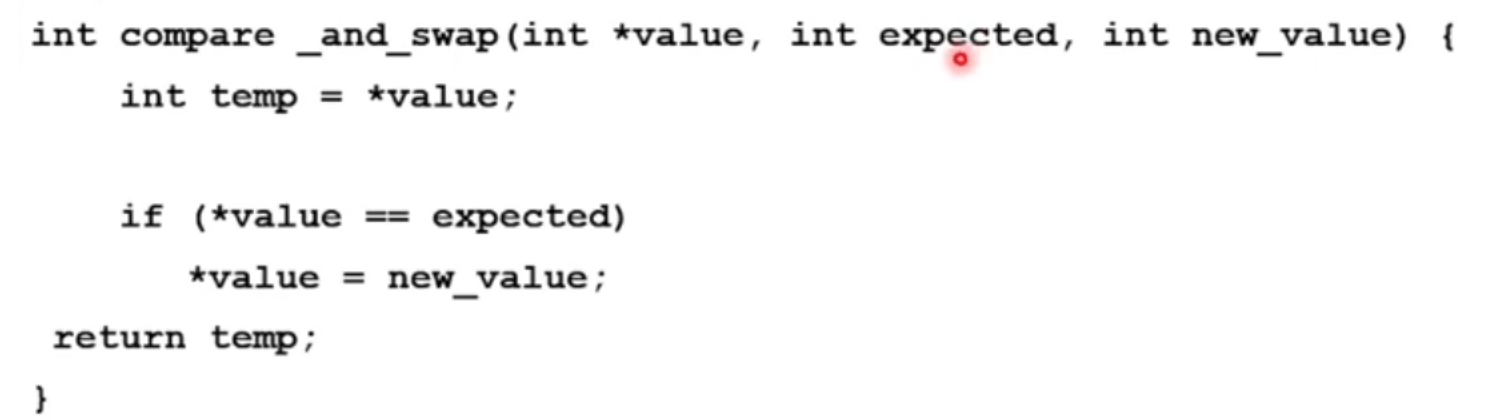 int compare _and_swap(int *value, int expected, int new_value) {
int temp = *value;
if (*value == expected)
*value = new_value;
return temp;
}